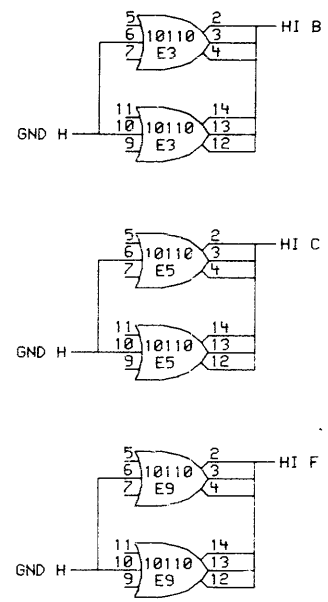 5 2 HI B
6 10110 3
7 E3 4
11 14
GND H 10 10110 13
9 E3 12
5 2 HI C
6 10110 3
7 E5 4
11 14
GND H 10 10110 13
9 E5 12
5 2 HI F
6 10110 3
7 E9 4
11 14
GND H 10 10110 13
9 E9 12